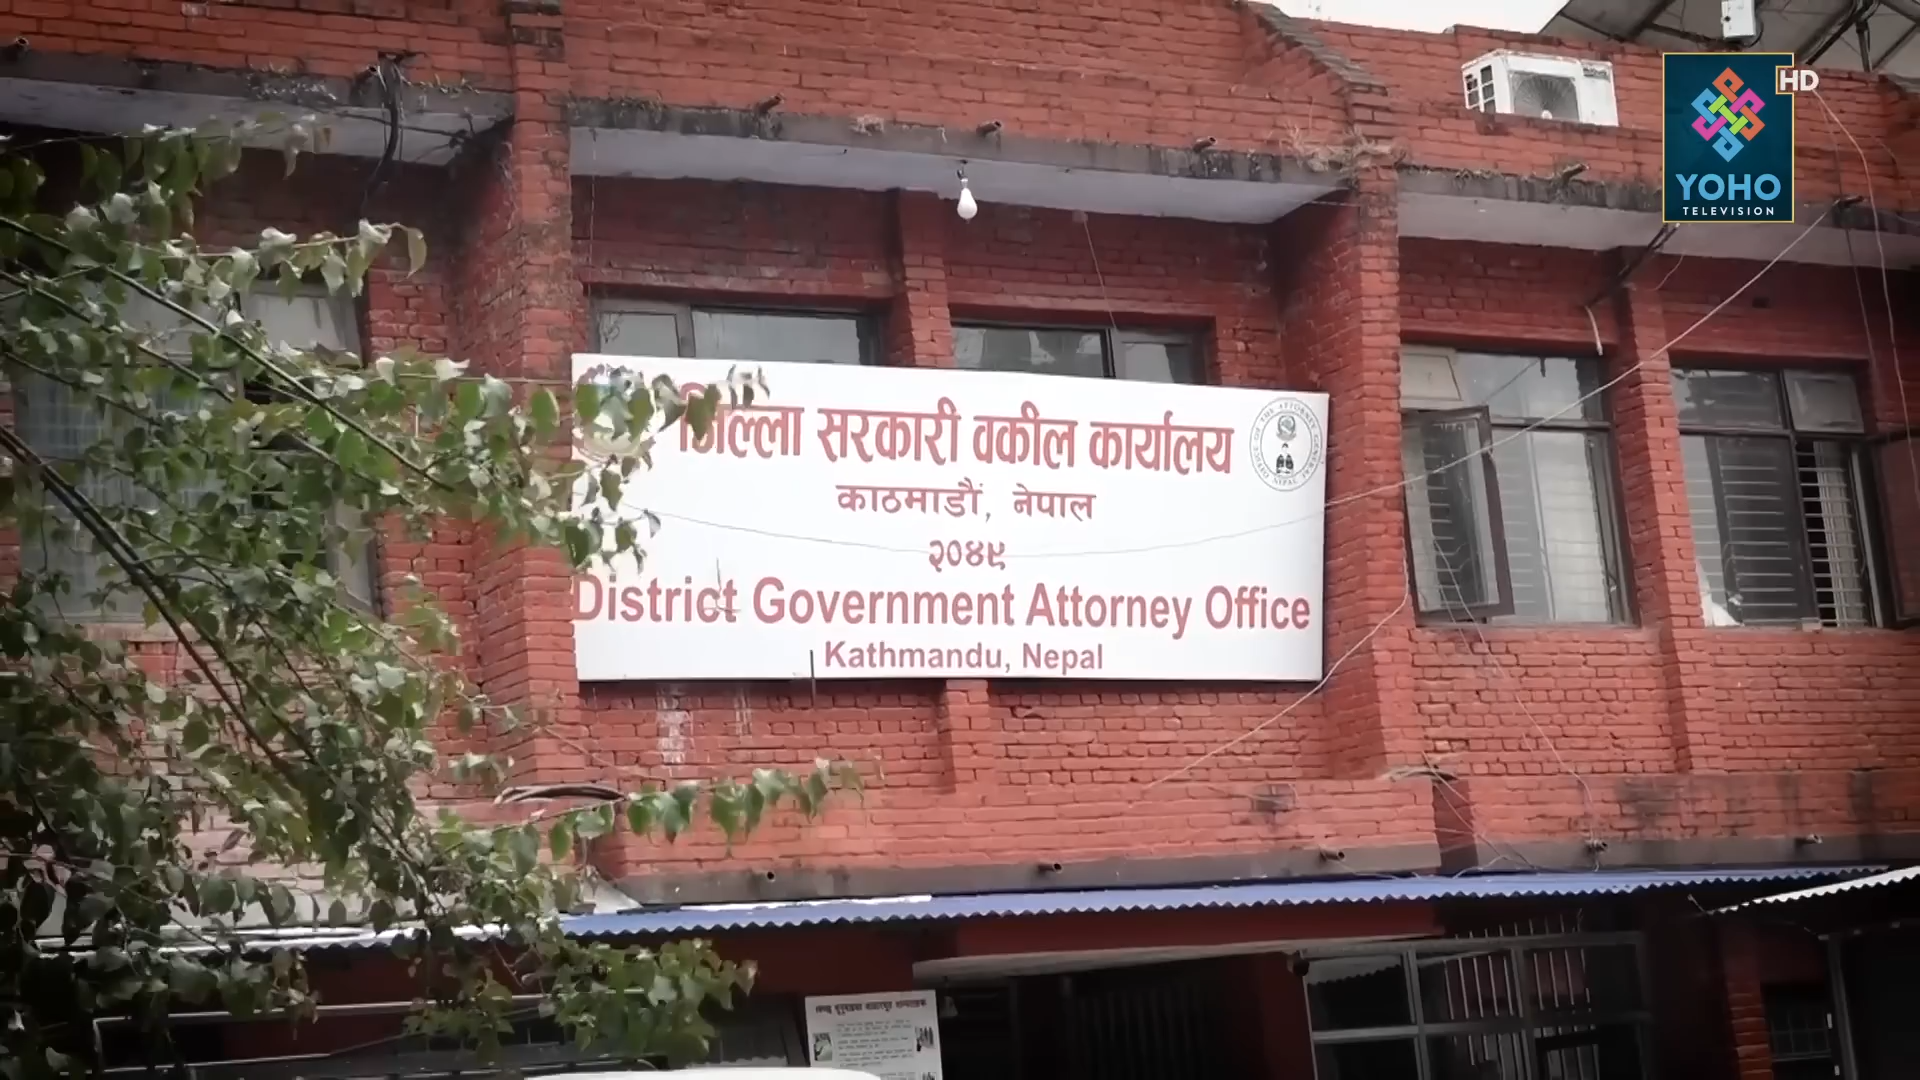 जिल्ला सरकारी वकील कार्यालय
काठमाडौं, नेपाल
२०४९
District Government Attorney Office
Kathmandu, Nepal
HD
YOHO
TELEVISION